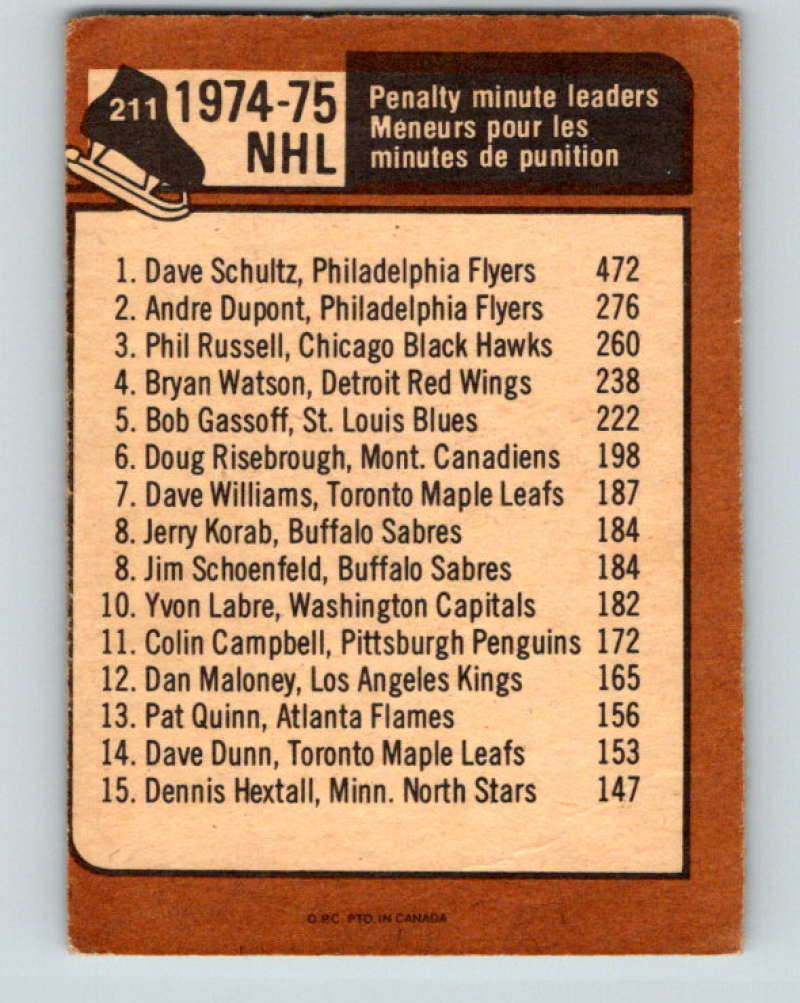 211 1974-75 NHL
Penalty minute leaders
Meneurs pour les
minutes de punition
1. Dave Schultz, Philadelphia Flyers 472
2. Andre Dupont, Philadelphia Flyers 276
3. Phil Russell, Chicago Black Hawks 260
4. Bryan Watson, Detroit Red Wings 238
5. Bob Gassoff, St. Louis Blues 222
6. Doug Risebrough, Mont. Canadiens 198
7. Dave Williams, Toronto Maple Leafs 187
8. Jerry Korab, Buffalo Sabres 184
8. Jim Schoenfeld, Buffalo Sabres 184
10. Yvon Labre, Washington Capitals 182
11. Colin Campbell, Pittsburgh Penguins 172
12. Dan Maloney, Los Angeles Kings 165
13. Pat Quinn, Atlanta Flames 156
14. Dave Dunn, Toronto Maple Leafs 153
15. Dennis Hextall, Minn. North Stars 147
O.P.C. PTD. IN CANADA